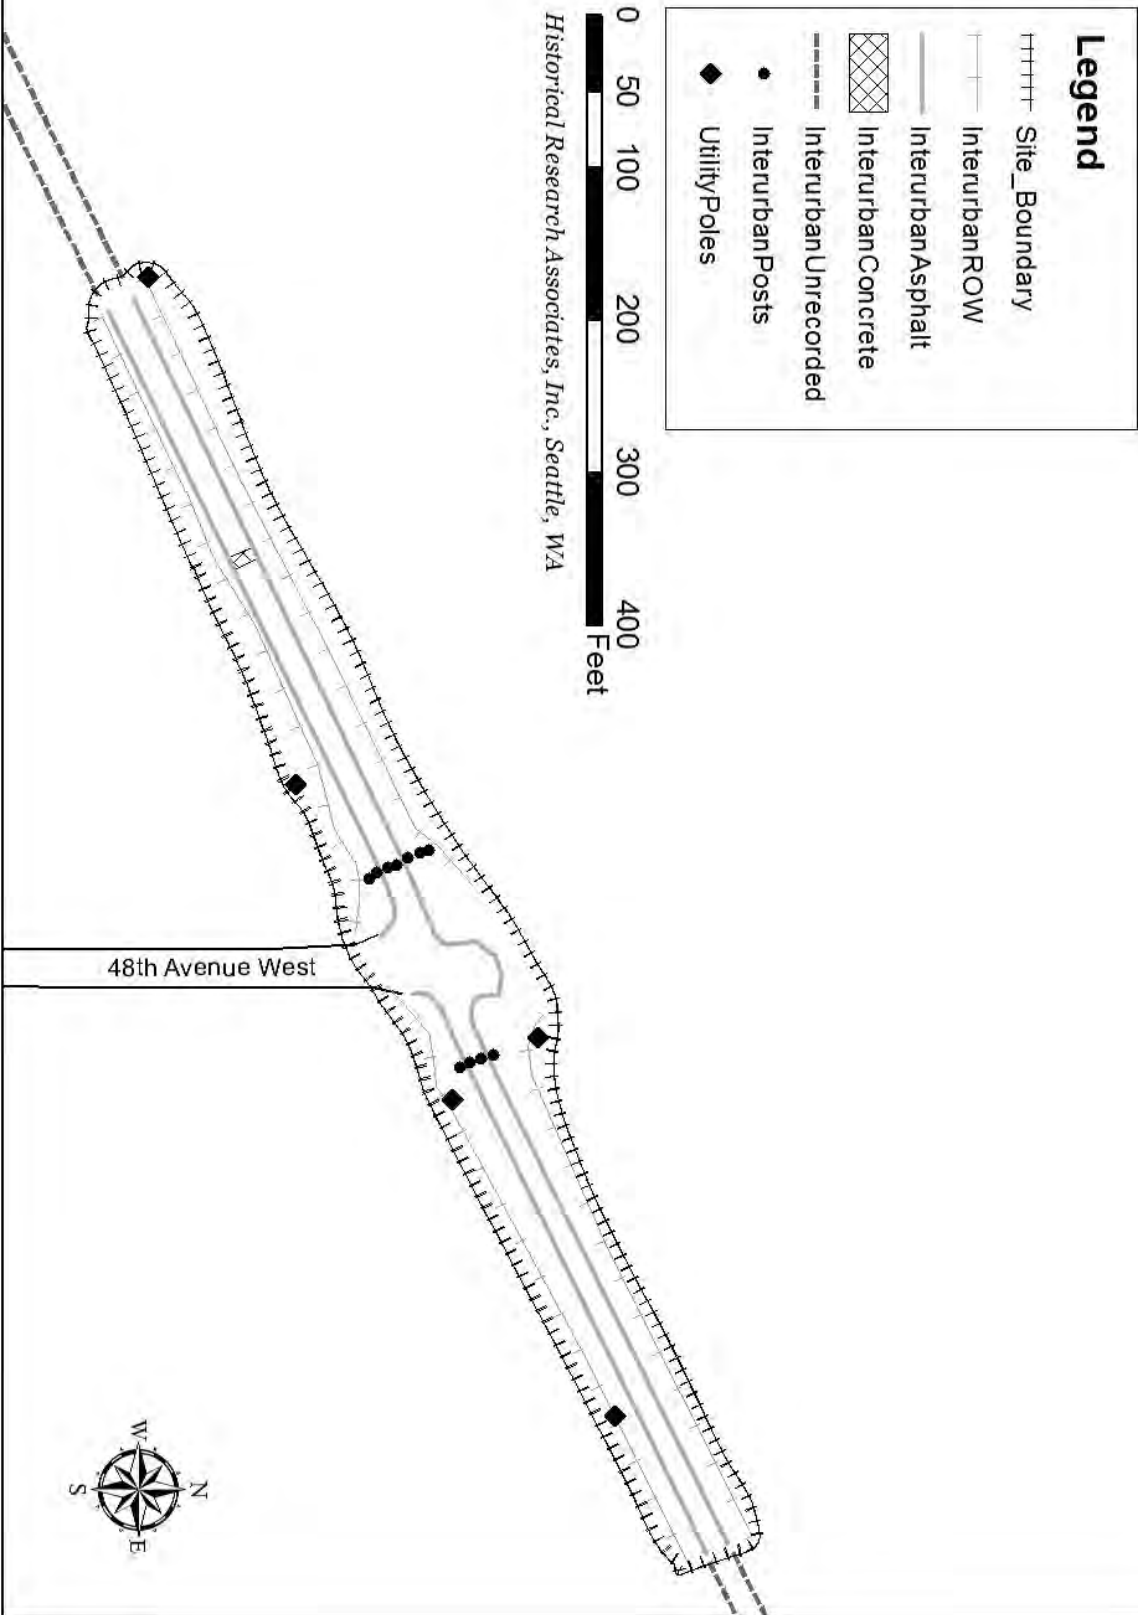 Legend
Site_Boundary
InterurbanROW
InterurbanAsphalt
InterurbanConcrete
InterurbanUnrecorded
InterurbanPosts
UtilityPoles
0 50 100 200 300 400
Feet
Historical Research Associates, Inc., Seattle, WA
48th Avenue West
N
W
E
S